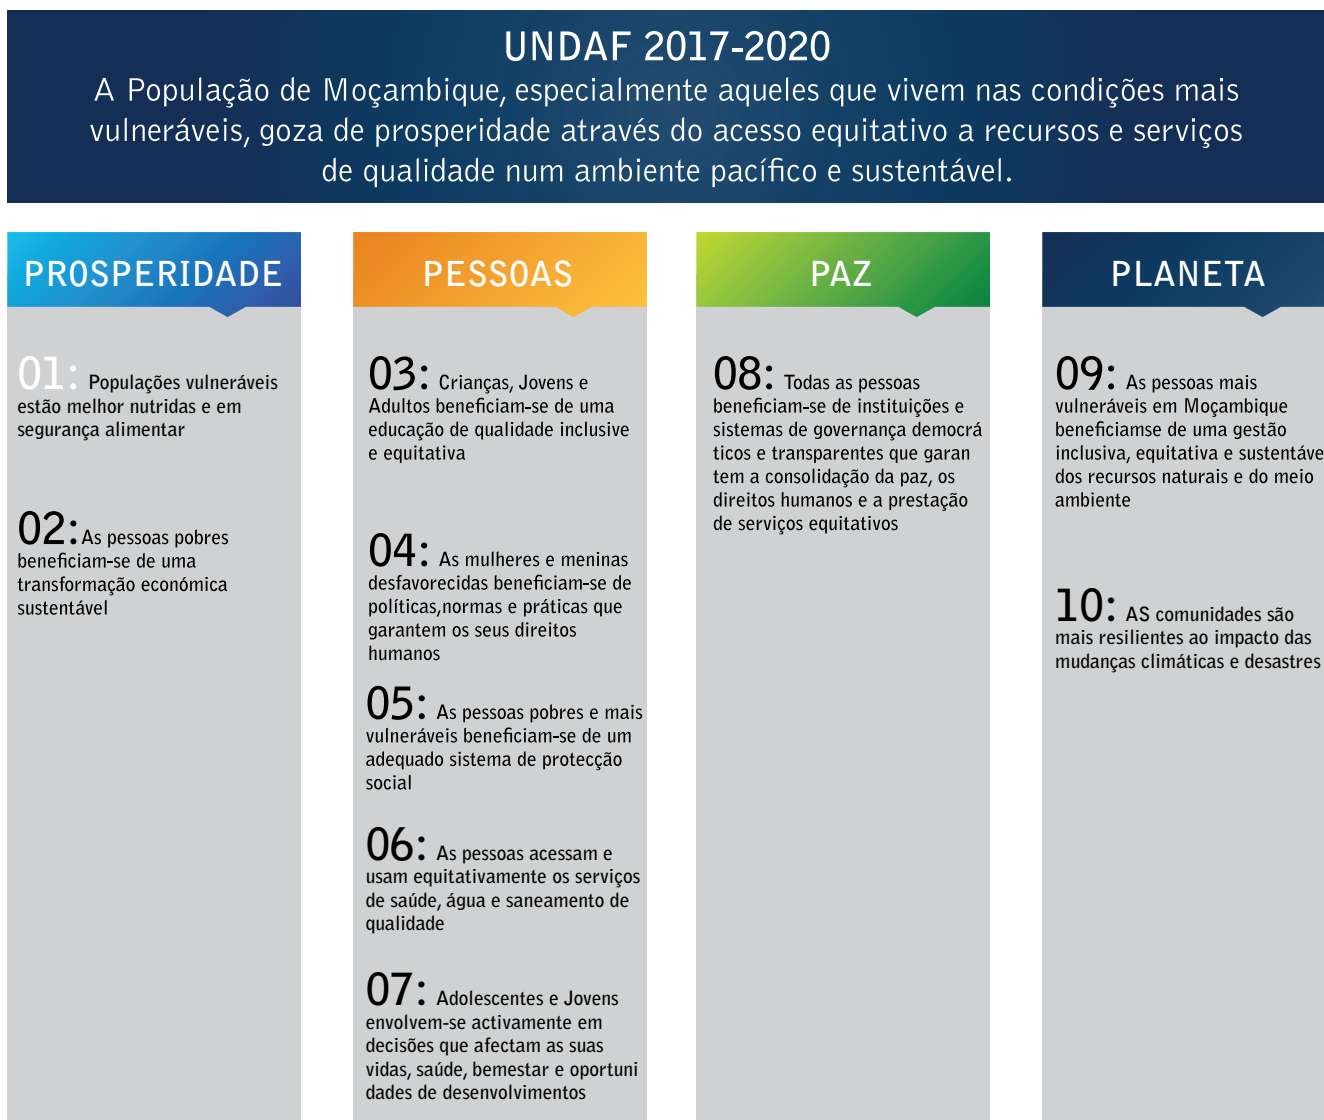 UNDAF 2017-2020
A População de Moçambique, especialmente aqueles que vivem nas condições mais
vulneráveis, goza de prosperidade através do acesso equitativo a recursos e serviços
de qualidade num ambiente pacífico e sustentável.
PROSPERIDADE
01: Populações vulneráveis
estão melhor nutridas e em
segurança alimentar
02: As pessoas pobres
beneficiam-se de uma
transformação económica
sustentável
PESSOAS
03: Crianças, Jovens e
Adultos beneficiam-se de uma
educação de qualidade inclusive
e equitativa
04: As mulheres e meninas
desfavorecidas beneficiam-se de
políticas,normas e práticas que
garantem os seus direitos
humanos
05: As pessoas pobres e mais
vulneráveis beneficiam-se de um
adequado sistema de protecção
social
06: As pessoas acessam e
usam equitativamente os serviços
de saúde, água e saneamento de
qualidade
07: Adolescentes e Jovens
envolvem-se activamente em
decisões que afectam as suas
vidas, saúde, bemestar e oportuni
dades de desenvolvimentos
PAZ
08: Todas as pessoas
beneficiam-se de instituições e
sistemas de governança democrá
ticos e transparentes que garan
tem a consolidação da paz, os
direitos humanos e a prestação
de serviços equitativos
PLANETA
09: As pessoas mais
vulneráveis em Moçambique
beneficiamse de uma gestão
inclusiva, equitativa e sustentáve
dos recursos naturais e do meio
ambiente
10: AS comunidades são
mais resilientes ao impacto das
mudanças climáticas e desastres